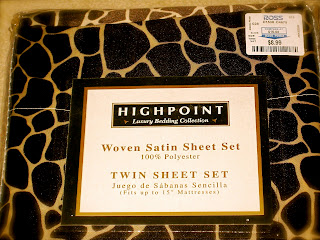 ROSS
$8.99
HIGHPOINT
Luxury Bedding Collection
Woven Satin Sheet Set
100% Polyester
TWIN SHEET SET
Juego de Sábanas Sencilla
(Fits up to 15" Mattresses)